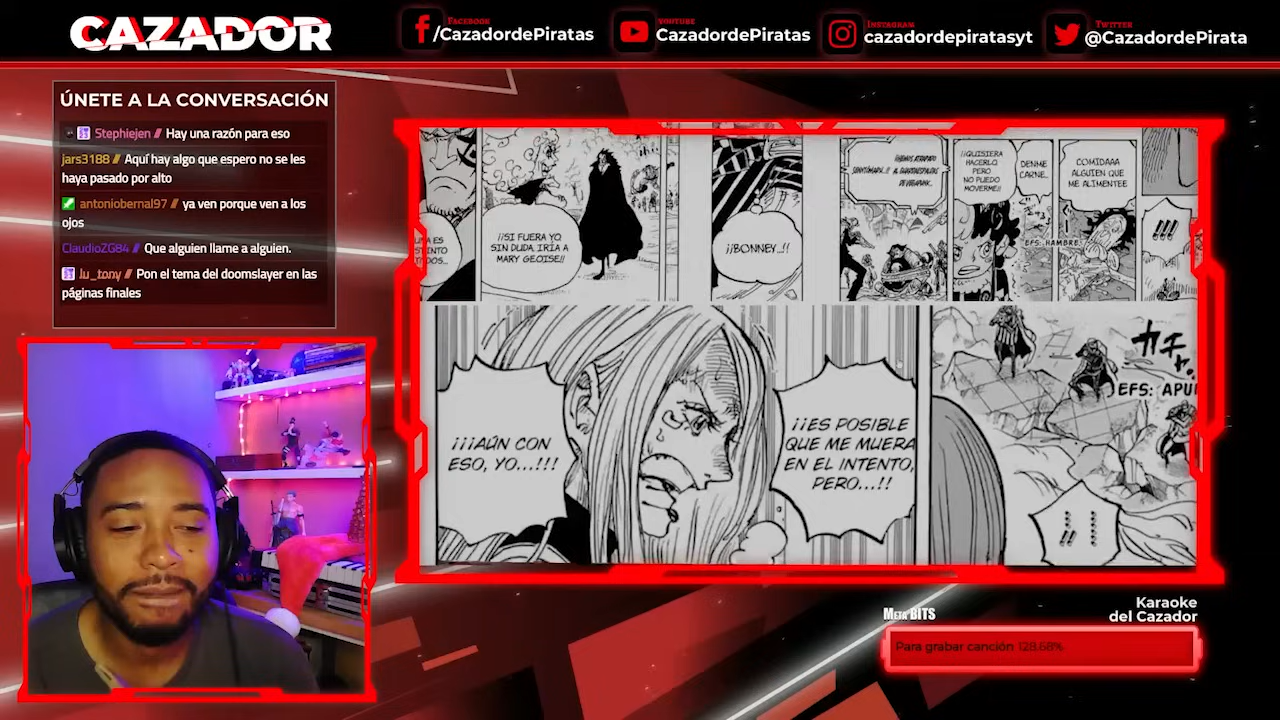 CAZADOR
FACEBOOK
/CazadordePiratas
YOUTUBE
CazadordePiratas
INSTAGRAM
cazadordepiratasyt
TWITTER
@CazadordePirata
ÚNETE A LA CONVERSACIÓN
Stephiejen // Hay una razón para eso
jars3188 // Aquí hay algo que espero no se les
haya pasado por alto
antoniobernal97 // ya ven porque ven a los
ojos
ClaudioZG84 // Que alguien llame a alguien.
lu_tony // Pon el tema del doomslayer en las
páginas finales
¡¡SI FUERA YO
SIN DUDA, IRÍA A
MARY GEOISE!!
¡¡BONNEY...!!
¡¡QUISIERA
HACERLO,
PERO
NO PUEDO
MOVERME!!
DENME
CARNE..
EFS: HAMBRE
COMIDAAA
ALGUIEN QUE
ME ALIMENTEE
!!!
¡¡¡AÚN CON
ESO, YO...!!!
¡¡ES POSIBLE
QUE ME MUERA
EN EL INTENTO,
PERO...!!
カチャ
EFS: APU
META BITS
Karaoke
del Cazador
Para grabar canción 128.68%